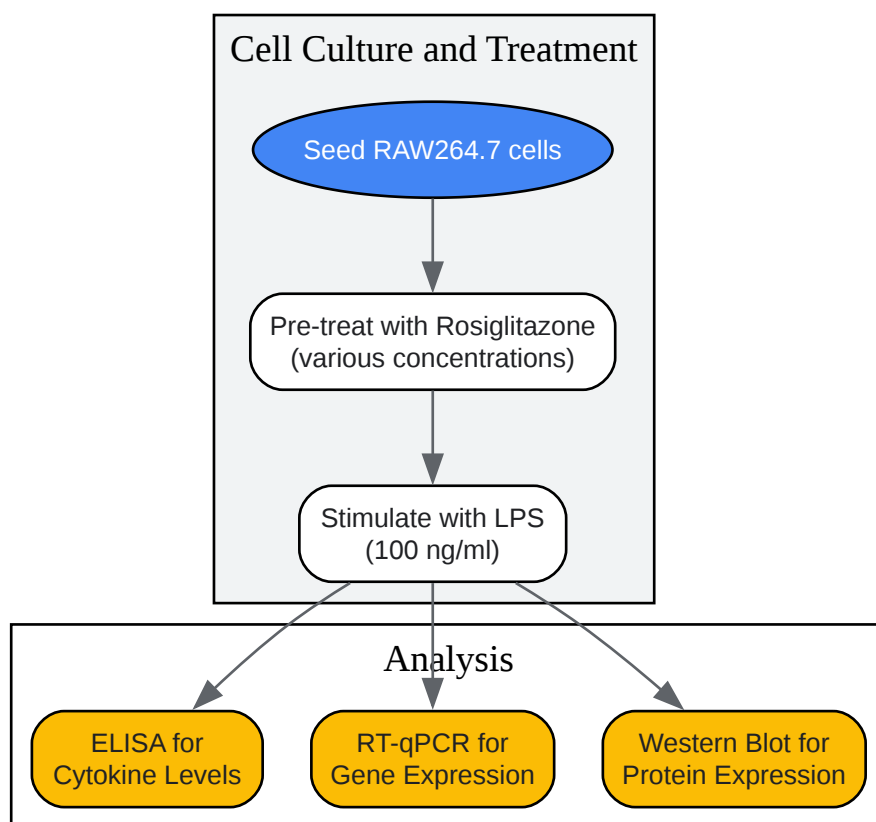 Cell Culture and Treatment
Seed RAW264.7 cells
Pre-treat with Rosiglitazone
(various concentrations)
Stimulate with LPS
(100 ng/ml)
Analysis
ELISA for
Cytokine Levels
RT-qPCR for
Gene Expression
Western Blot for
Protein Expression